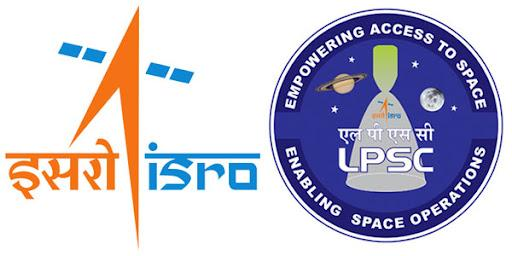 इसरो isro
EMPOWERING ACCESS TO SPACE
इसरो isro
एल पी एस सी
LPSC
ENABLING SPACE OPERATIONS